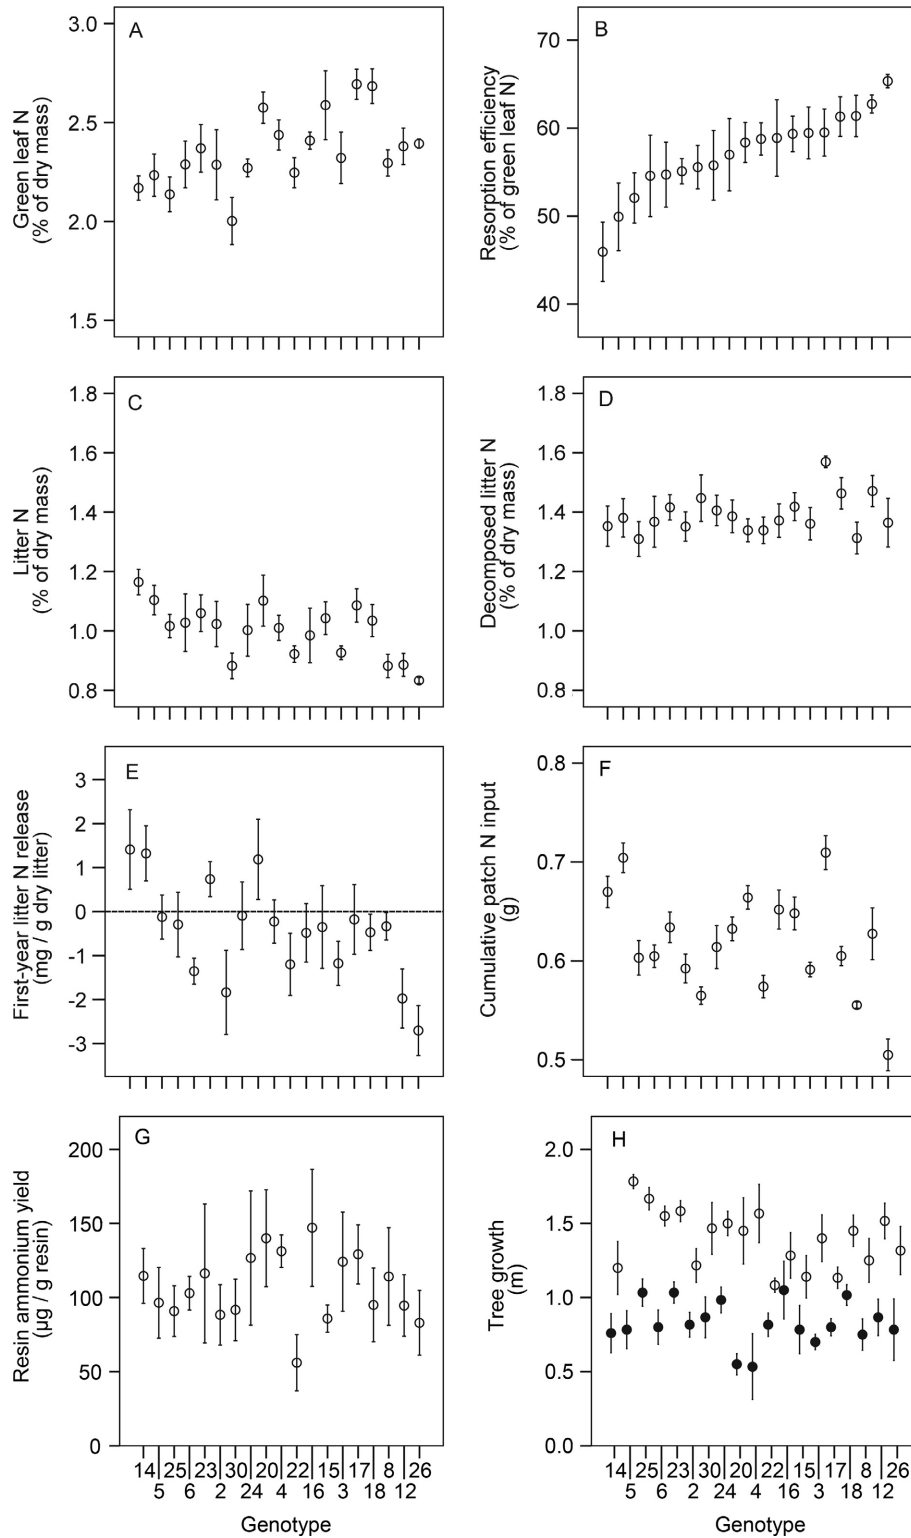 A
Green leaf N
(% of dry mass)
3.0
2.5
2.0
1.5
B
Resorption efficiency
(% of green leaf N)
70
60
50
40
C
Litter N
(% of dry mass)
1.8
1.6
1.4
1.2
1.0
0.8
D
Decomposed litter N
(% of dry mass)
1.8
1.6
1.4
1.2
1.0
0.8
E
First-year litter N release
(mg / g dry litter)
3
2
1
0
-1
-2
-3
F
Cumulative patch N input
(g)
0.8
0.7
0.6
0.5
G
Resin ammonium yield
(µg / g resin)
200
150
100
50
0
14 25 23 30 20 22 15 17 8 26
5 6 2 24 4 16 3 18 12
Genotype
H
Tree growth
(m)
2.0
1.5
1.0
0.5
0.0
14 25 23 30 20 22 15 17 8 26
5 6 2 24 4 16 3 18 12
Genotype